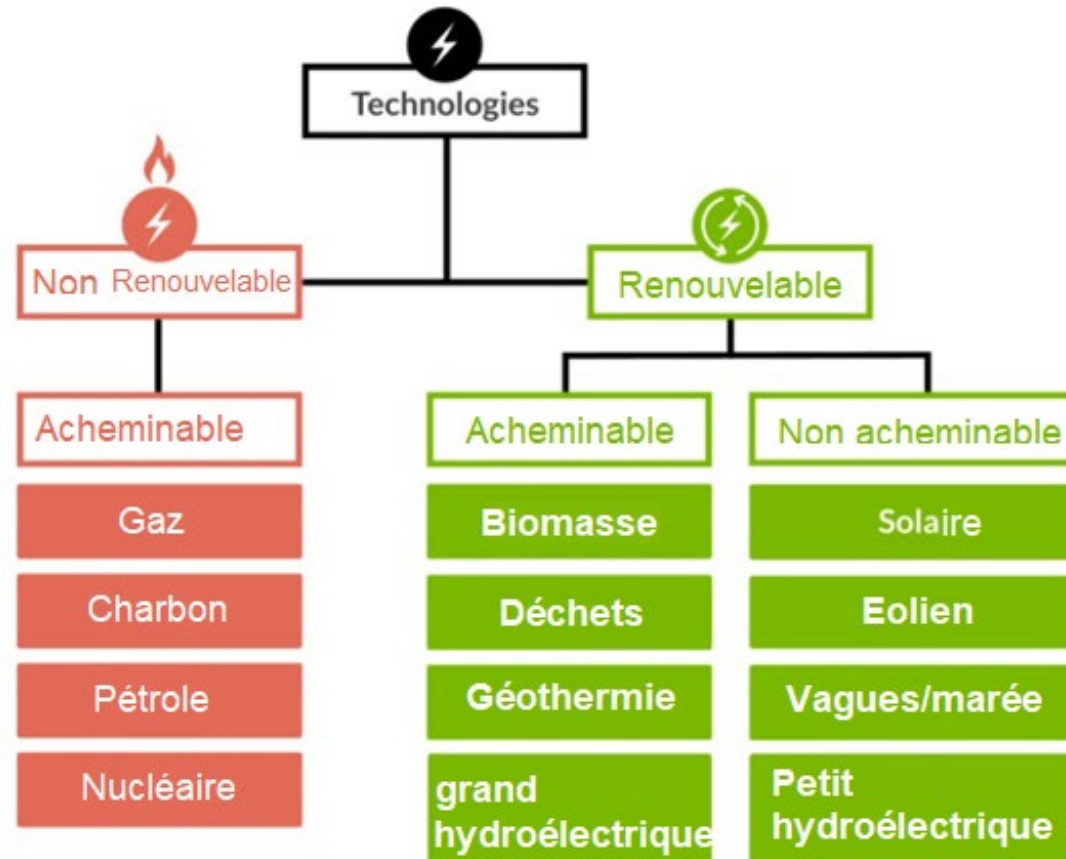 Technologies
Non Renouvelable
Renouvelable
Acheminable
Acheminable
Non acheminable
Gaz
Biomasse
Solaire
Charbon
Déchets
Eolien
Pétrole
Géothermie
Vagues/marée
Nucléaire
grand
hydroélectrique
Petit
hydroélectrique